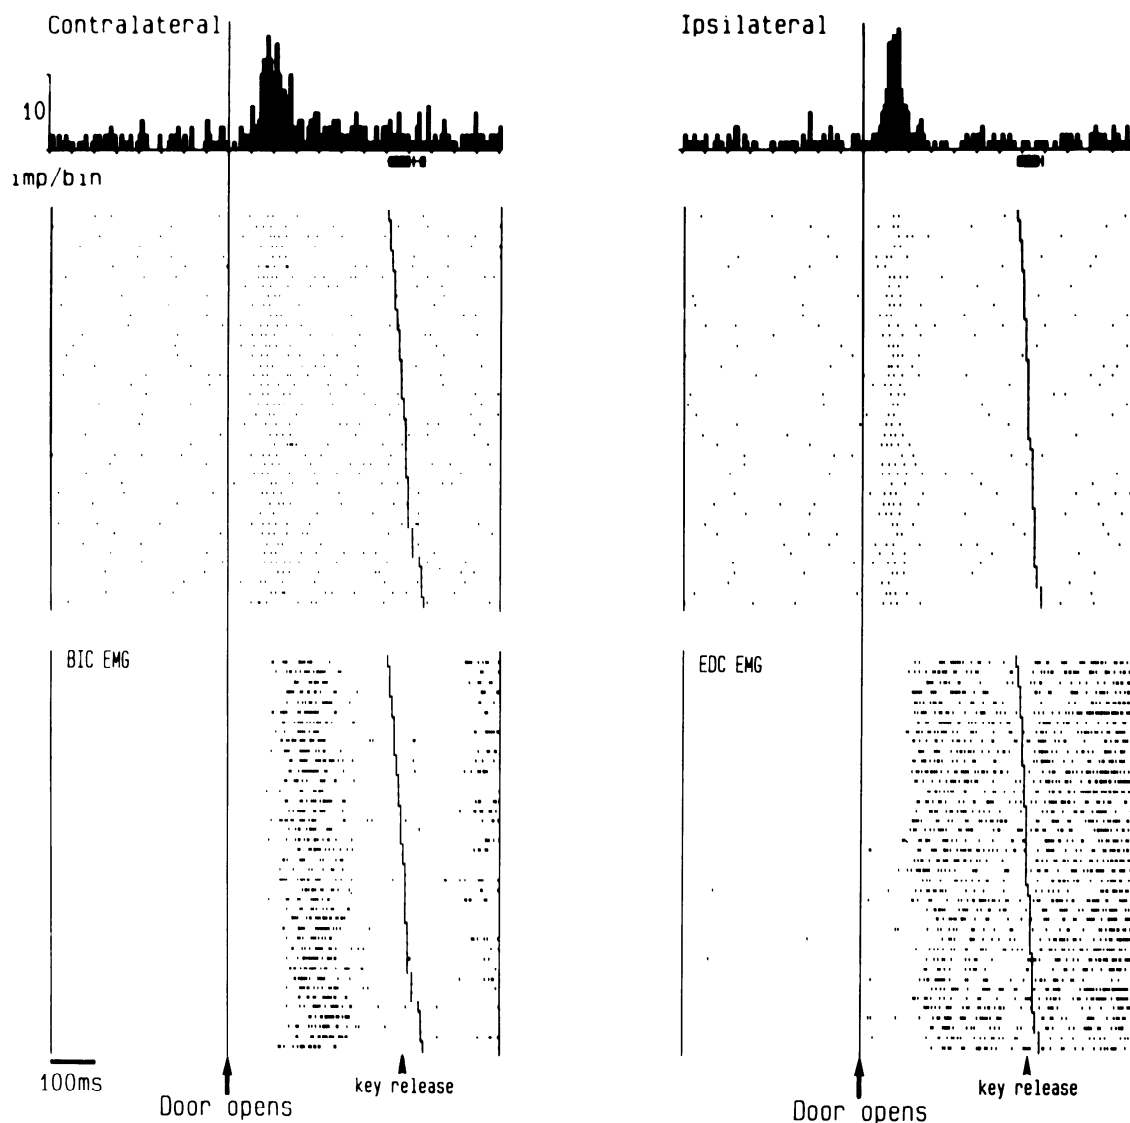 Contralateral
Ipsilateral
10
imp/bin
BIC EMG
EDC EMG
100ms
key release
key release
Door opens
Door opens